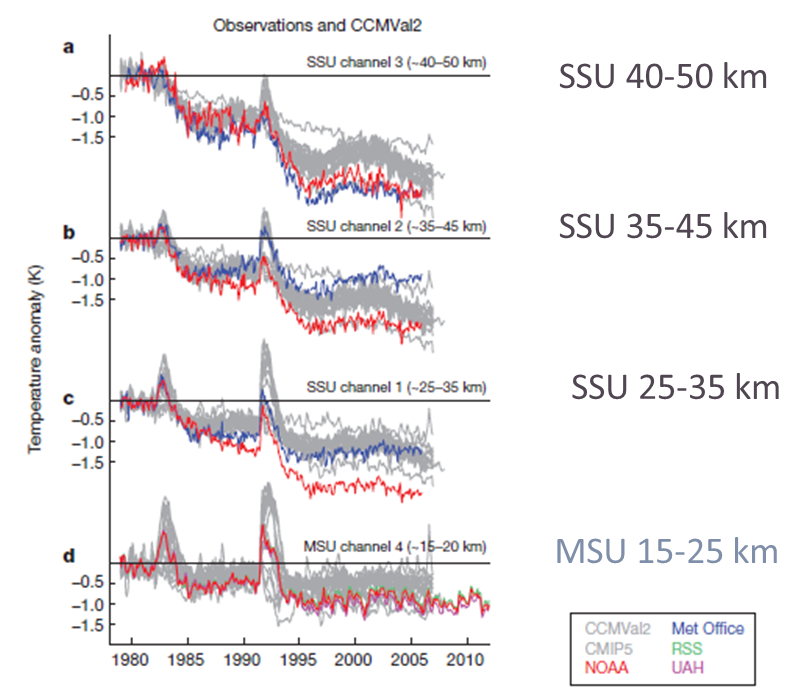 Observations and CCMVal2
a
SSU channel 3 (~40–50 km)
−0.5
−1.0
−1.5
SSU 40-50 km
b
SSU channel 2 (~35–45 km)
−0.5
−1.0
−1.5
SSU 35-45 km
Temperature anomaly (K)
c
SSU channel 1 (~25–35 km)
−0.5
−1.0
−1.5
SSU 25-35 km
d
MSU channel 4 (~15–20 km)
−0.5
−1.0
−1.5
MSU 15-25 km
1980 1985 1990 1995 2000 2005 2010
CCMVal2 Met Office
CMIP5 RSS
NOAA UAH